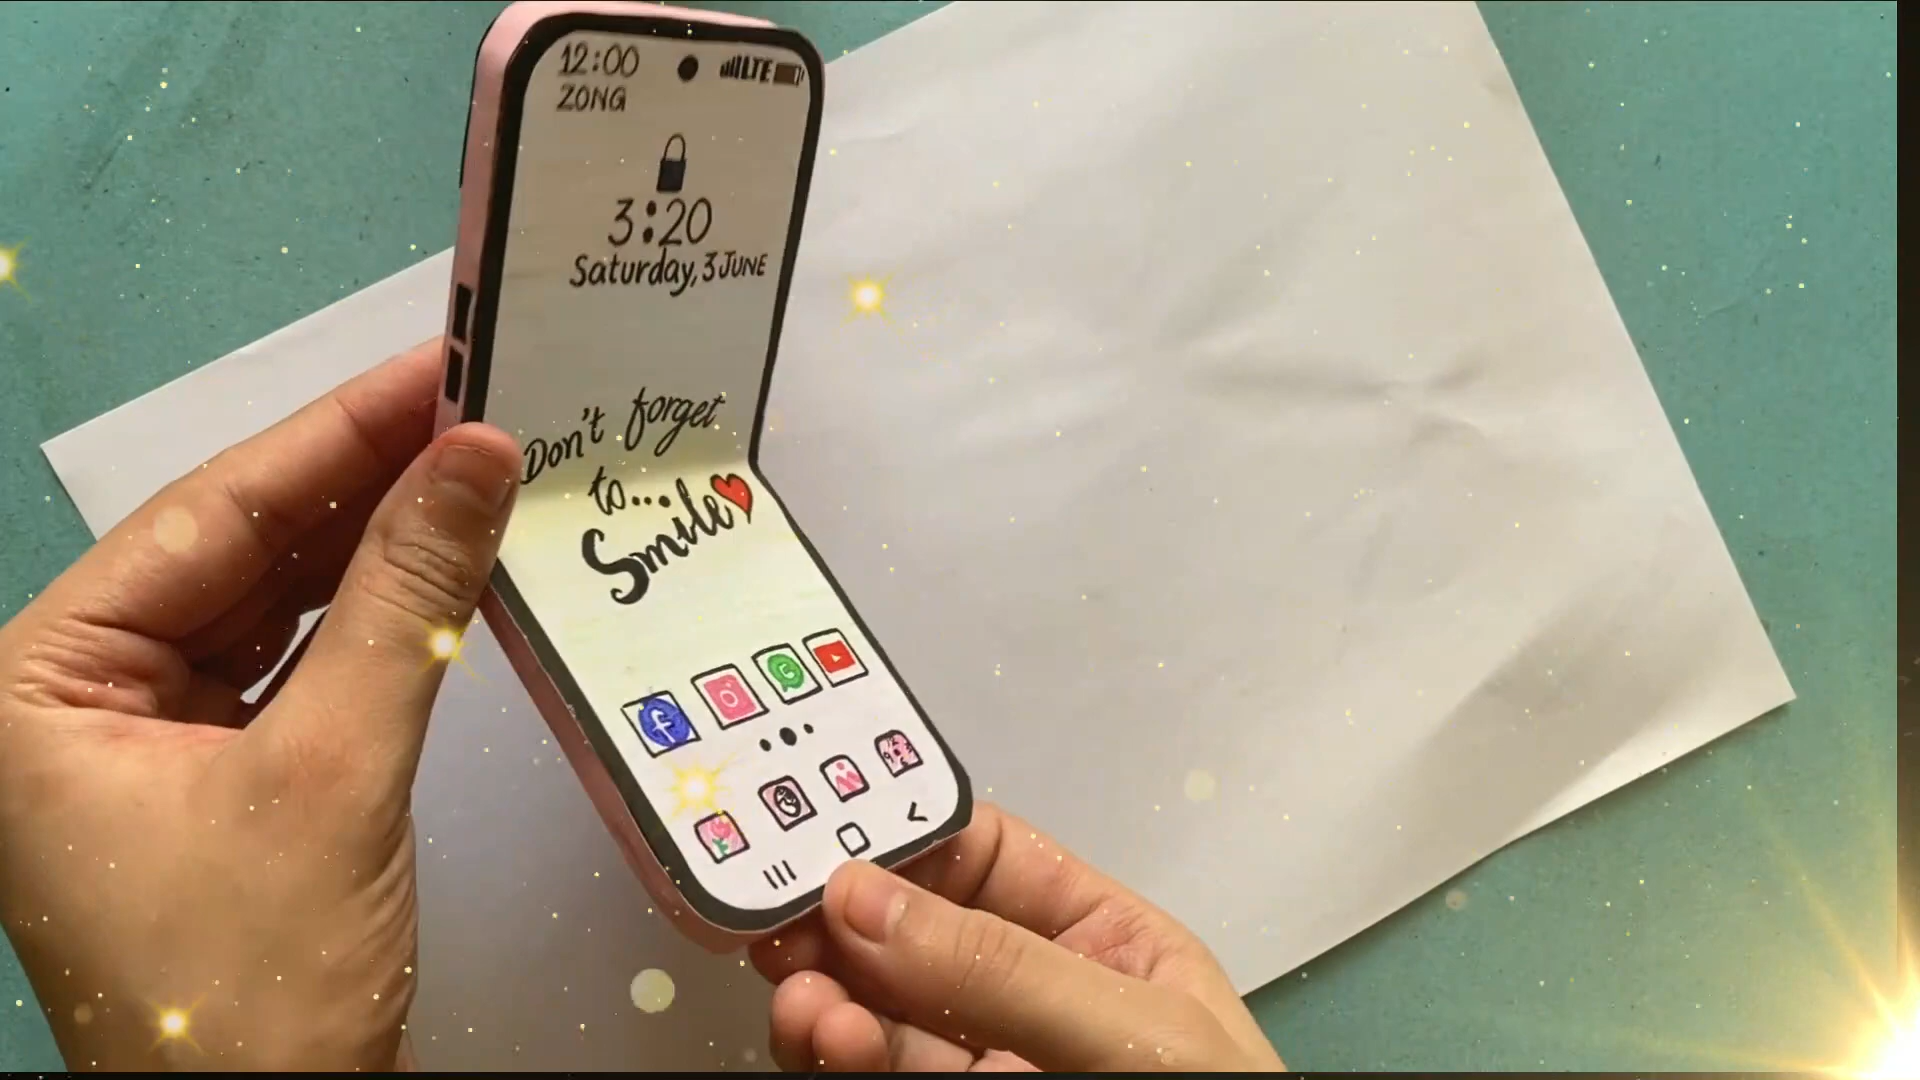 12:00 LTE
ZONG
3:20
Saturday, 3 JUNE
Don't forget
to...
Smile
f